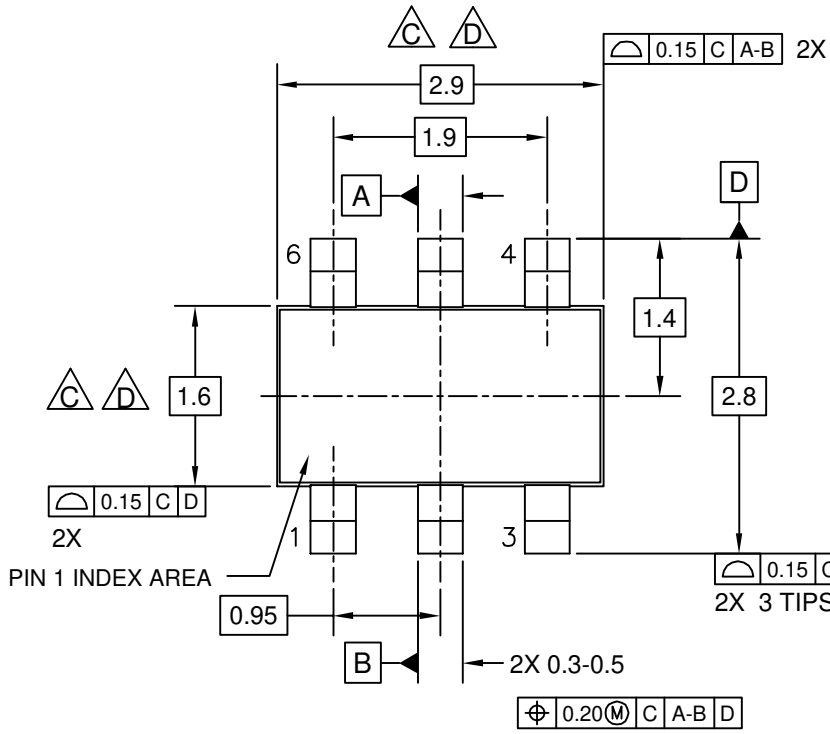 C D
⌓ 0.15 C A-B 2X
2.9
1.9
A
D
6
4
1.4
C D
1.6
2.8
⌓ 0.15 C D
2X
1
3
PIN 1 INDEX AREA
⌓ 0.15 C
2X 3 TIPS
0.95
B
2X 0.3-0.5
⌖ 0.20Ⓜ C A-B D